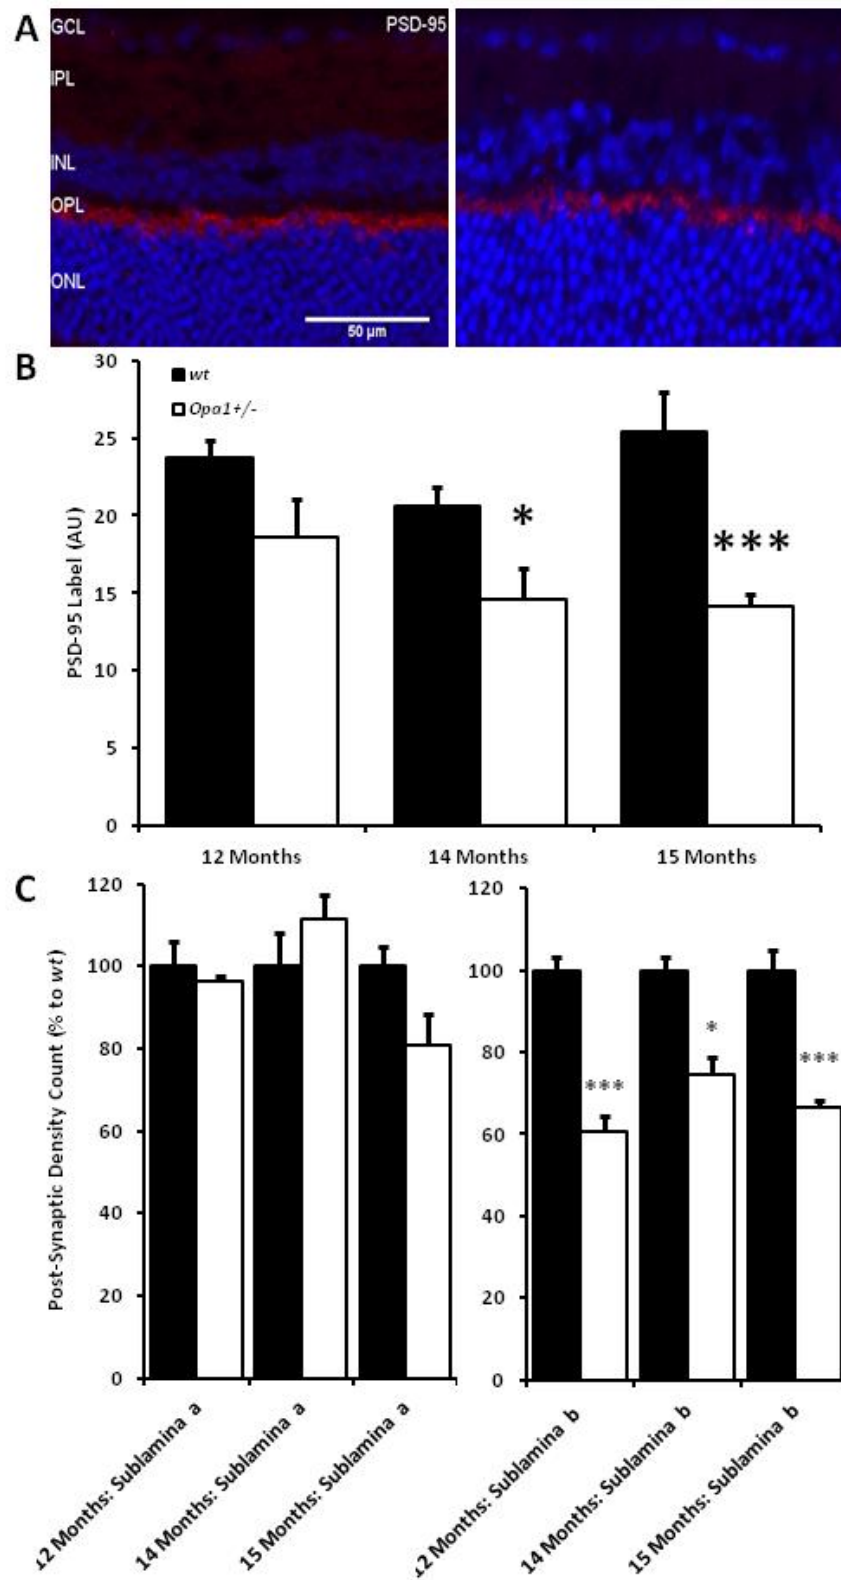 A
GCL
PSD-95
IPL
INL
OPL
ONL
50 µm
B
30
wt
Opa1+/-
25
20
15
10
5
0
PSD-95 Label (AU)
*
***
12 Months
14 Months
15 Months
C
120
100
80
60
40
20
0
Post-Synaptic Density Count (% to wt)
12 Months: Sublamina a
14 Months: Sublamina a
15 Months: Sublamina a
120
100
80
60
40
20
0
***
*
***
12 Months: Sublamina b
14 Months: Sublamina b
15 Months: Sublamina b